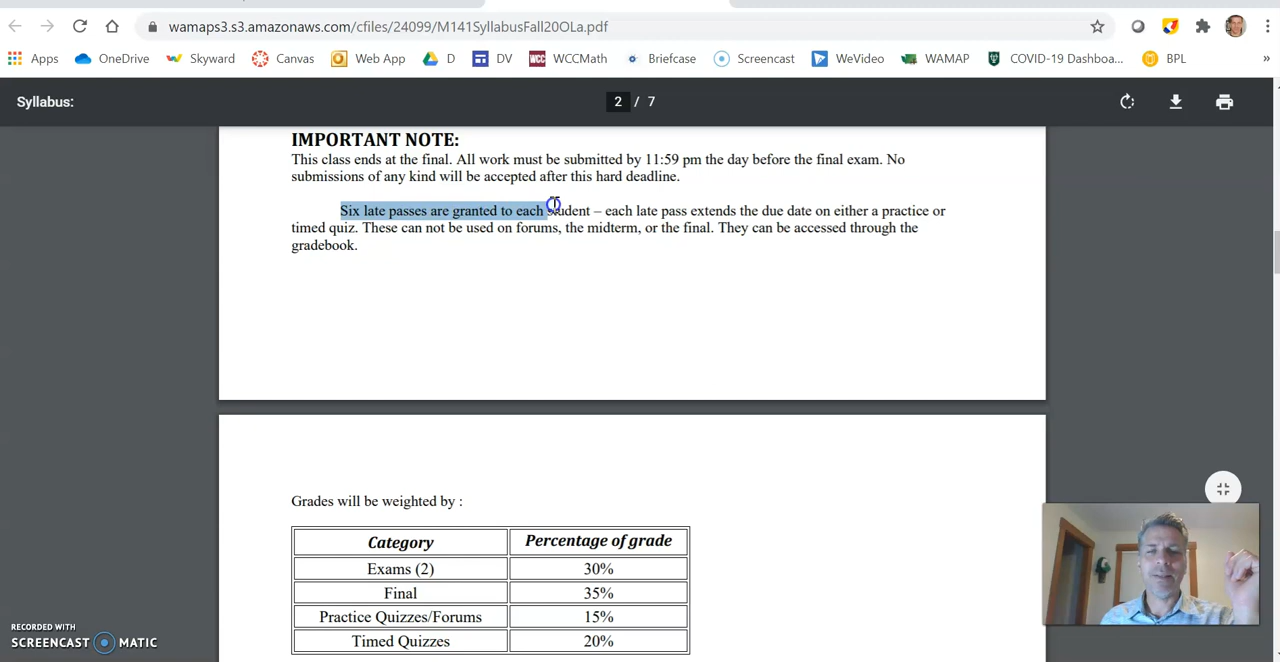 wamaps3.s3.amazonaws.com/cfiles/24099/M141SyllabusFall20OLa.pdf
Apps OneDrive Skyward Canvas Web App D DV WCCMath Briefcase Screencast WeVideo WAMAP COVID-19 Dashboa... BPL »
Syllabus: 2 / 7
IMPORTANT NOTE:
This class ends at the final. All work must be submitted by 11:59 pm the day before the final exam. No
submissions of any kind will be accepted after this hard deadline.
Six late passes are granted to each student – each late pass extends the due date on either a practice or
timed quiz. These can not be used on forums, the midterm, or the final. They can be accessed through the
gradebook.
Grades will be weighted by :
Category Percentage of grade
Exams (2) 30%
Final 35%
Practice Quizzes/Forums 15%
Timed Quizzes 20%
RECORDED WITH
SCREENCAST MATIC